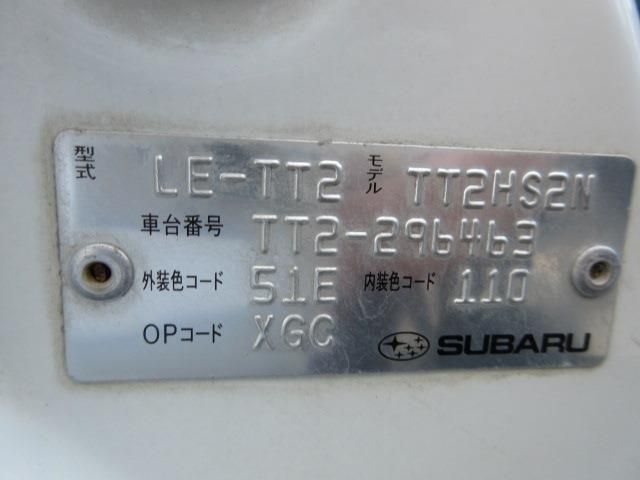 型式 LE-TT2 モデル TT2HS2N
車台番号 TT2-296463
外装色コード 51E 内装色コード 110
OPコード XGC SUBARU